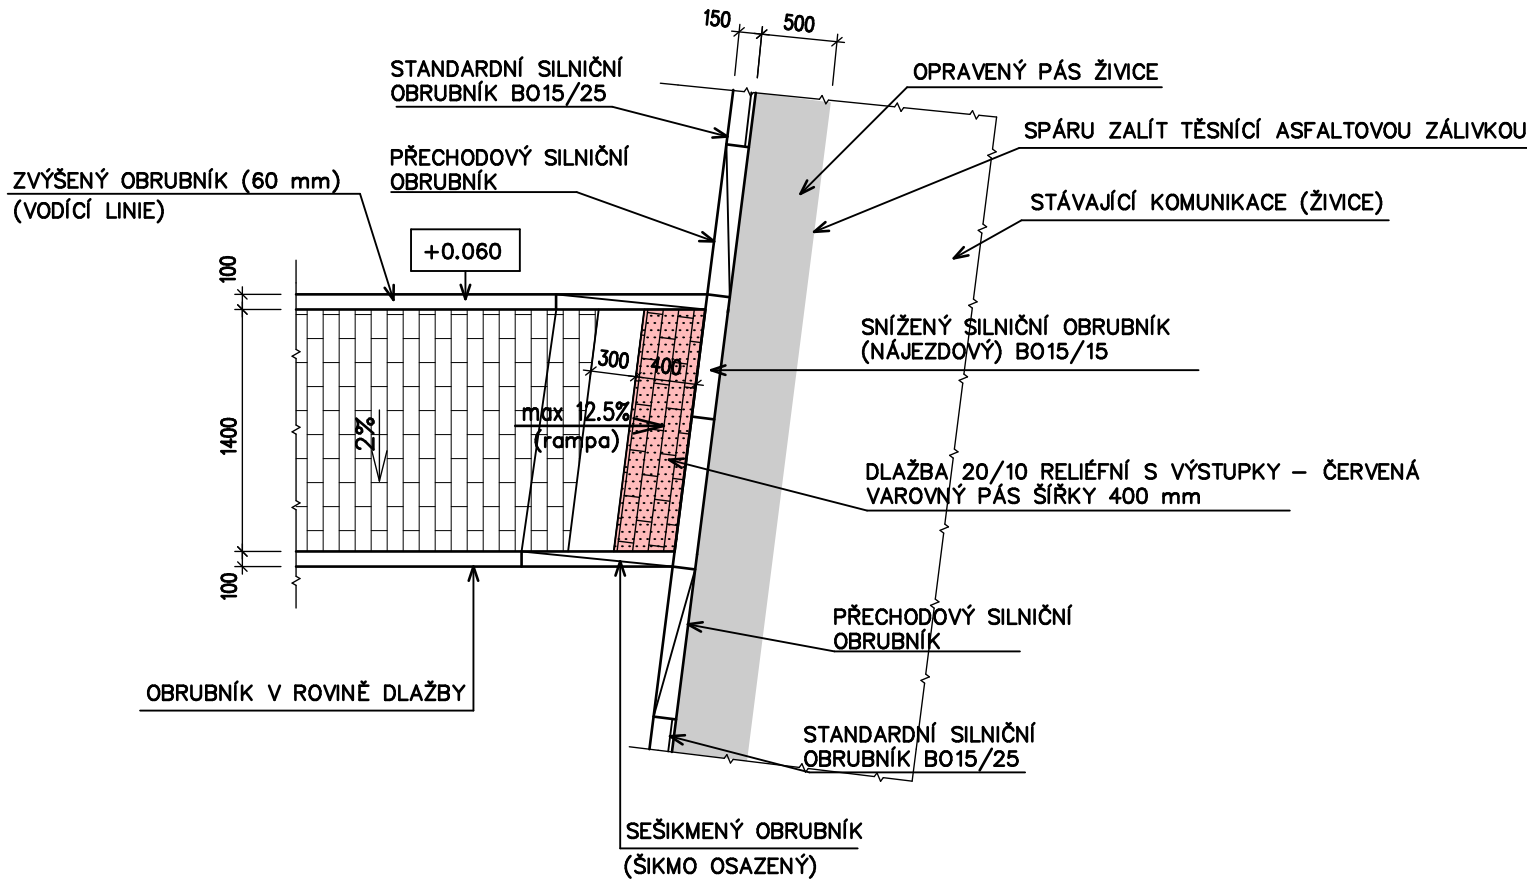 150
500
STANDARDNÍ SILNIČNÍ
OBRUBNÍK BO15/25
OPRAVENÝ PÁS ŽIVICE
SPÁRU ZALÍT TĚSNÍCÍ ASFALTOVOU ZÁLIVKOU
PŘECHODOVÝ SILNIČNÍ
OBRUBNÍK
ZVÝŠENÝ OBRUBNÍK (60 mm)
(VODÍCÍ LINIE)
STÁVAJÍCÍ KOMUNIKACE (ŽIVICE)
+0.060
100
SNÍŽENÝ SILNIČNÍ OBRUBNÍK
(NÁJEZDOVÝ) BO15/15
300
400
max 12.5%
(rampa)
2%
1400
DLAŽBA 20/10 RELIÉFNÍ S VÝSTUPKY – ČERVENÁ
VAROVNÝ PÁS ŠÍŘKY 400 mm
100
PŘECHODOVÝ SILNIČNÍ
OBRUBNÍK
OBRUBNÍK V ROVINĚ DLAŽBY
STANDARDNÍ SILNIČNÍ
OBRUBNÍK BO15/25
SEŠIKMENÝ OBRUBNÍK
(ŠIKMO OSAZENÝ)